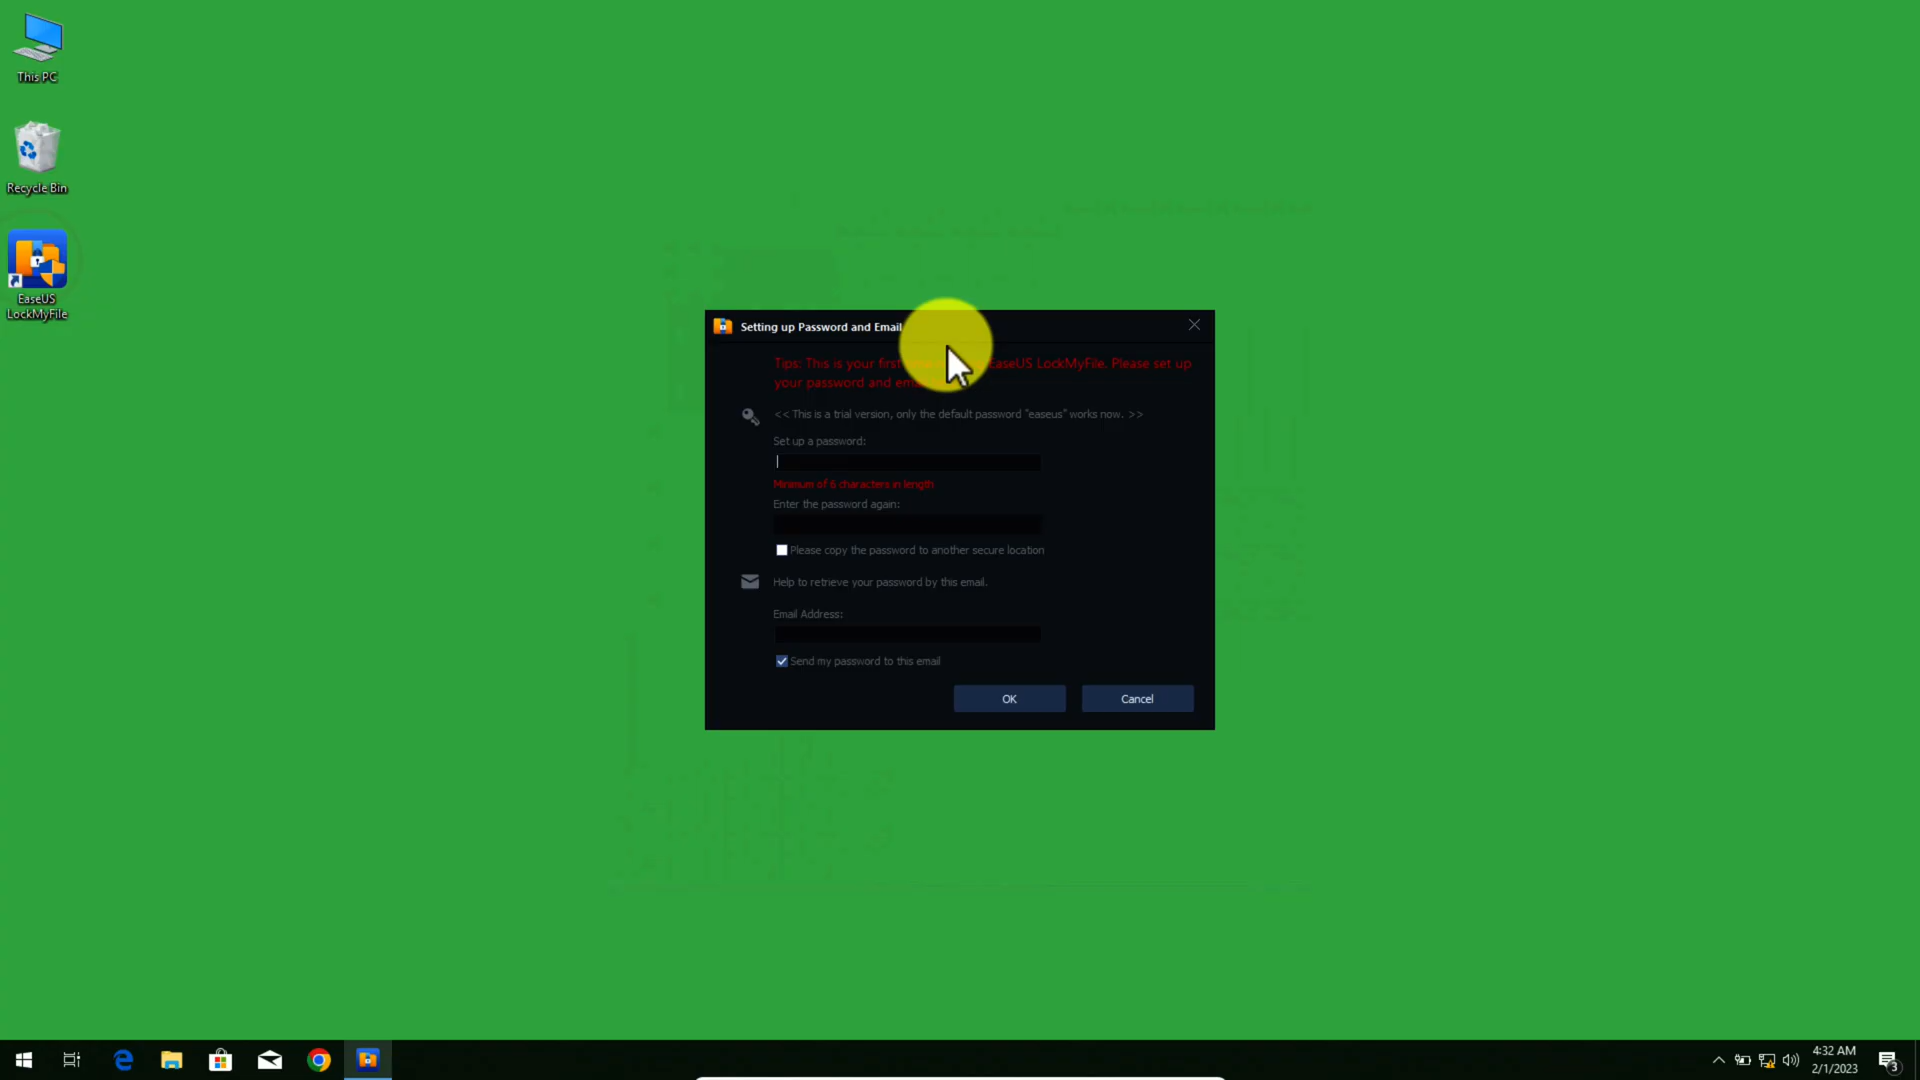 This PC
Recycle Bin
EaseUS
LockMyFile
Setting up Password and Email
Tips: This is your first EaseUS LockMyFile. Please set up
your password and
<< This is a trial version, only the default password "easeus" works now. >>
Set up a password:
Minimum of 6 characters in length
Enter the password again:
Please copy the password to another secure location
Help to retrieve your password by this email.
Email Address:
Send my password to this email
OK
Cancel
4:32 AM
2/1/2023
3